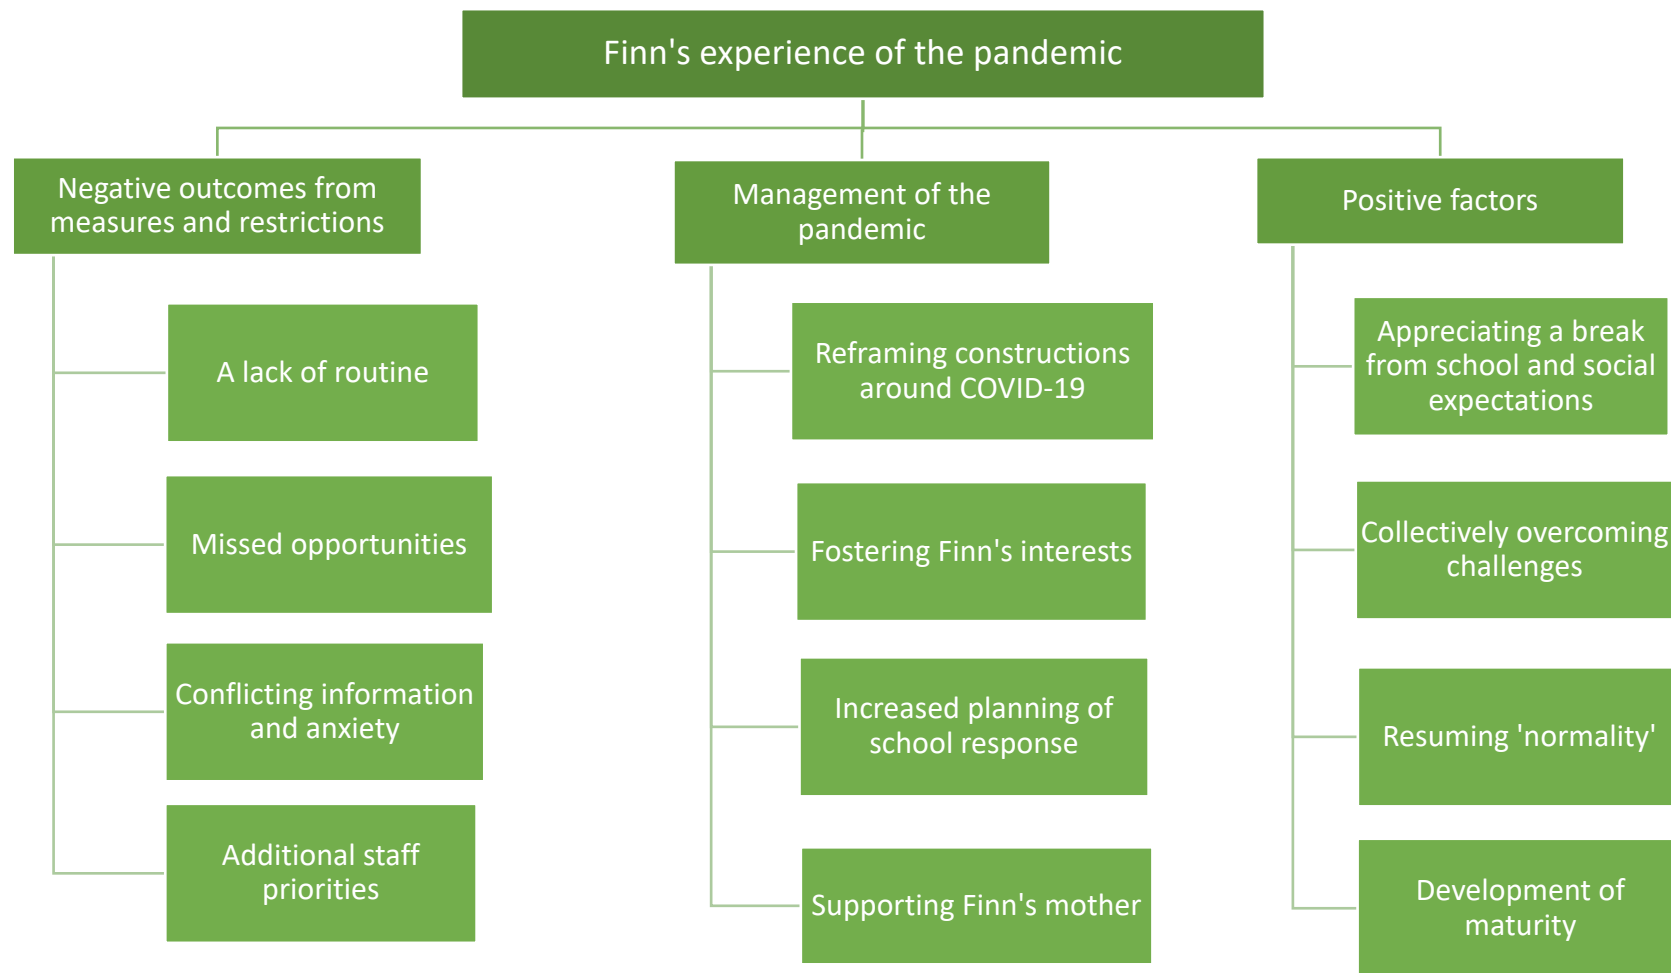 Finn's experience of the pandemic
Negative outcomes from
measures and restrictions
A lack of routine
Missed opportunities
Conflicting information
and anxiety
Additional staff
priorities
Management of the
pandemic
Reframing constructions
around COVID-19
Fostering Finn's interests
Increased planning of
school response
Supporting Finn's mother
Positive factors
Appreciating a break
from school and social
expectations
Collectively overcoming
challenges
Resuming 'normality'
Development of
maturity